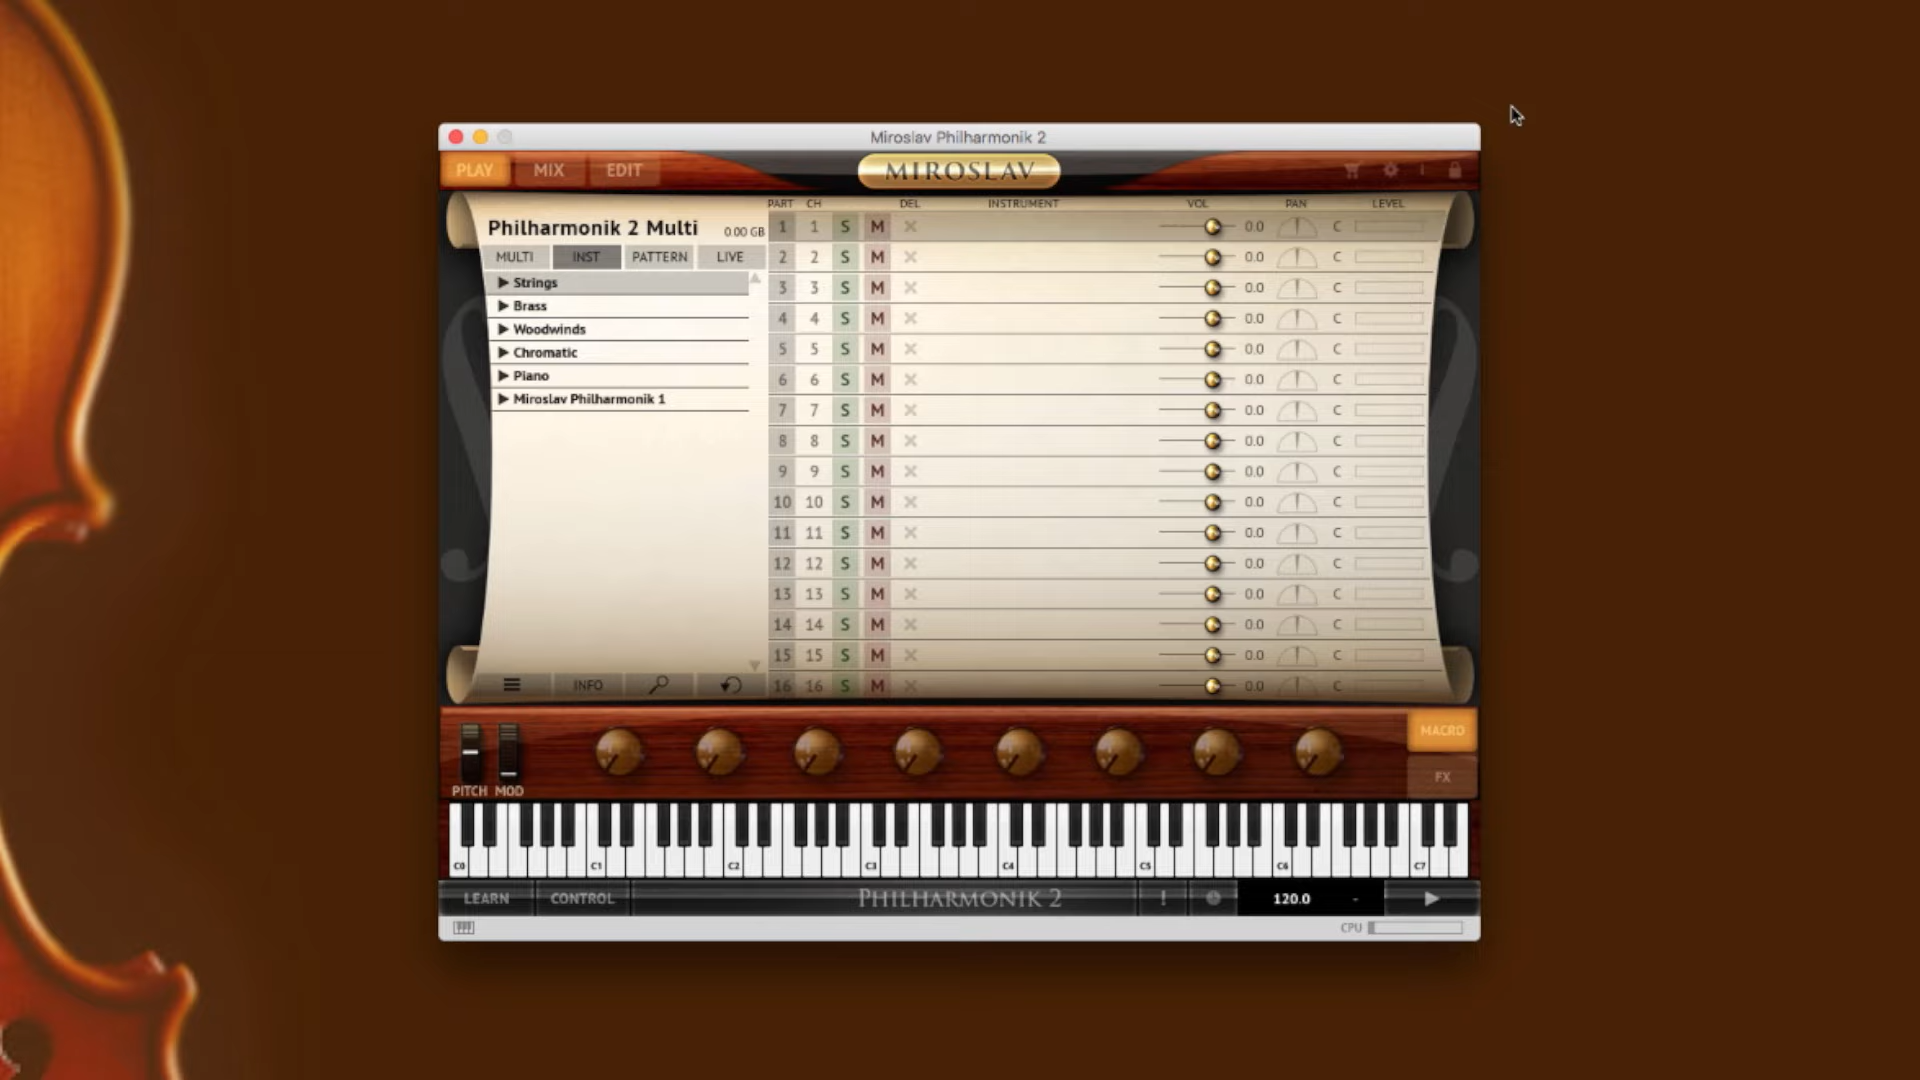 Miroslav Philharmonik 2
PLAY MIX EDIT MIROSLAV
PART CH DEL INSTRUMENT VOL PAN LEVEL
Philharmonik 2 Multi 0.00 GB
MULTI INST PATTERN LIVE
Strings
Brass
Woodwinds
Chromatic
Piano
Miroslav Philharmonik 1
1 1 S M 0.0 C
2 2 S M 0.0 C
3 3 S M 0.0 C
4 4 S M 0.0 C
5 5 S M 0.0 C
6 6 S M 0.0 C
7 7 S M 0.0 C
8 8 S M 0.0 C
9 9 S M 0.0 C
10 10 S M 0.0 C
11 11 S M 0.0 C
12 12 S M 0.0 C
13 13 S M 0.0 C
14 14 S M 0.0 C
15 15 S M 0.0 C
16 16 S M 0.0 C
INFO
MACRO
FX
PITCH MOD
C0 C1 C2 C3 C4 C5 C6 C7
LEARN CONTROL PHILHARMONIK 2 ! 120.0 -
CPU